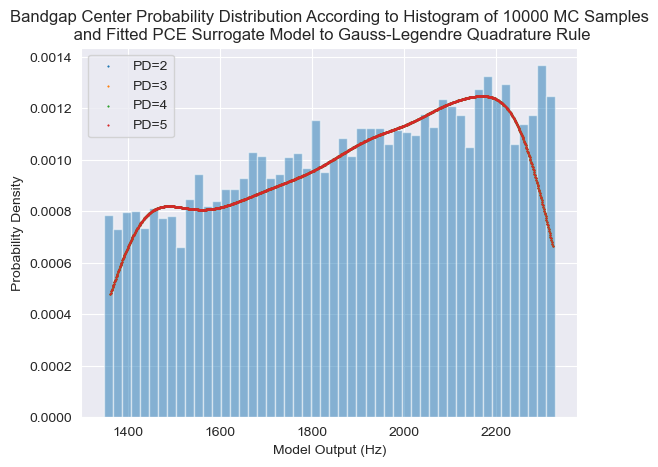 Bandgap Center Probability Distribution According to Histogram of 10000 MC Samples
and Fitted PCE Surrogate Model to Gauss-Legendre Quadrature Rule
PD=2
PD=3
PD=4
PD=5
Probability Density
0.0014
0.0012
0.0010
0.0008
0.0006
0.0004
0.0002
0.0000
1400
1600
1800
2000
2200
Model Output (Hz)